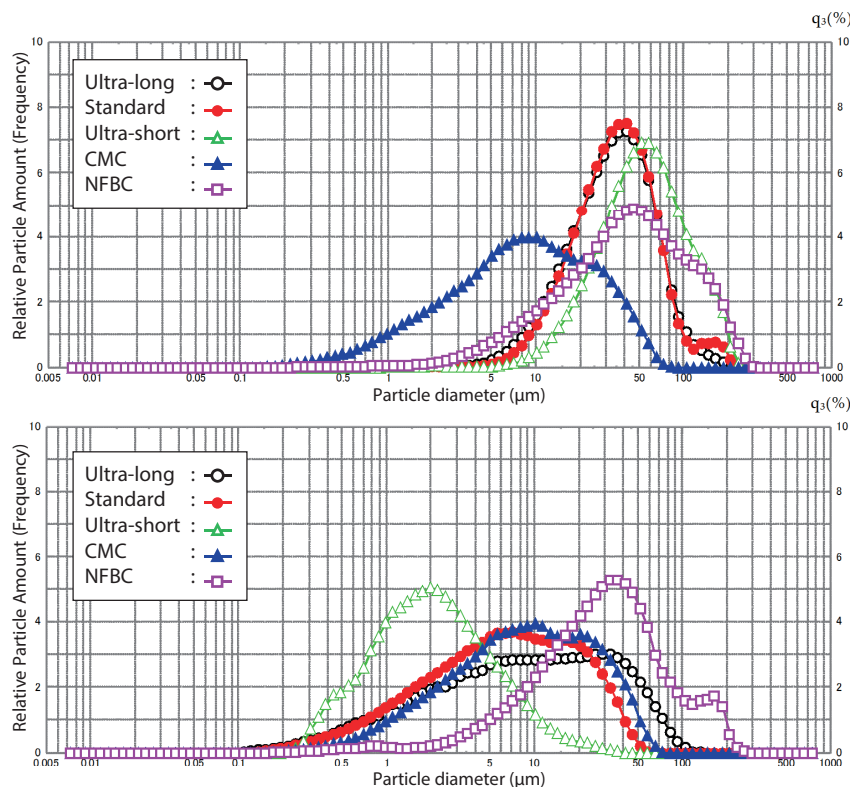 q3(%)
10
8
6
4
2
0
Relative Particle Amount (Frequency)
Ultra-long :
Standard :
Ultra-short :
CMC :
NFBC :
10
8
6
4
2
0
0.005 0.01 0.05 0.1 0.5 1 5 10 50 100 500 1000
Particle diameter (μm)
q3(%)
10
8
6
4
2
0
Relative Particle Amount (Frequency)
Ultra-long :
Standard :
Ultra-short :
CMC :
NFBC :
10
8
6
4
2
0
0.005 0.01 0.05 0.1 0.5 1 5 10 50 100 500 1000
Particle diameter (μm)